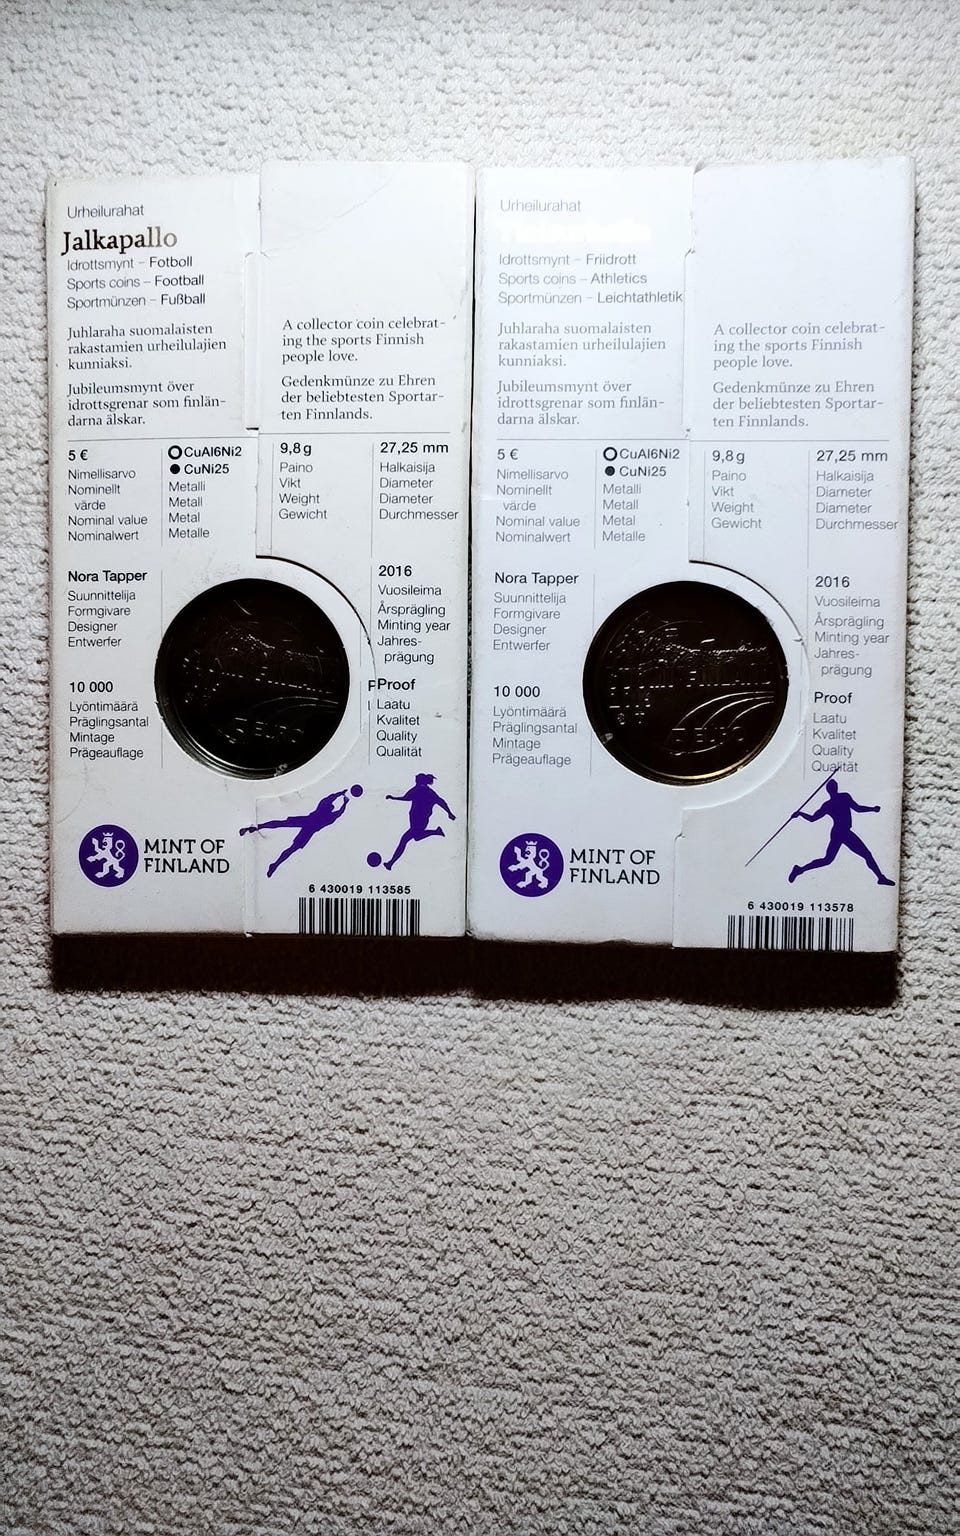 Urheilurahat
Jalkapallo
Idrottsmynt – Fotboll
Sports coins – Football
Sportmünzen – Fußball
Juhlaraha suomalaisten
rakastamien urheilulajien
kunniaksi.
Jubileumsmynt över
idrottsgrenar som finlän-
darna älskar.
A collector coin celebrat-
ing the sports Finnish
people love.
Gedenkmünze zu Ehren
der beliebtesten Sportar-
ten Finnlands.
5 €
Nimellisarvo
Nominellt
värde
Nominal value
Nominalwert
CuAl6Ni2
CuNi25
Metalli
Metall
Metal
Metalle
9,8 g
Paino
Vikt
Weight
Gewicht
27,25 mm
Halkaisija
Diameter
Diameter
Durchmesser
Nora Tapper
Suunnittelija
Formgivare
Designer
Entwerfer
2016
Vuosileima
Årsprägling
Minting year
Jahres-
prägung
10 000
Lyöntimäärä
Präglingsantal
Mintage
Prägeauflage
Proof
Laatu
Kvalitet
Quality
Qualität
SUOMI FINLAND
5 EURO
MINT OF
FINLAND
6 430019 113585
Urheilurahat
Idrottsmynt – Friidrott
Sports coins – Athletics
Sportmünzen – Leichtathletik
Juhlaraha suomalaisten
rakastamien urheilulajien
kunniaksi.
Jubileumsmynt över
idrottsgrenar som finlän-
darna älskar.
A collector coin celebrat-
ing the sports Finnish
people love.
Gedenkmünze zu Ehren
der beliebtesten Sportar-
ten Finnlands.
5 €
Nimellisarvo
Nominellt
värde
Nominal value
Nominalwert
CuAl6Ni2
CuNi25
Metalli
Metall
Metal
Metalle
9,8 g
Paino
Vikt
Weight
Gewicht
27,25 mm
Halkaisija
Diameter
Diameter
Durchmesser
Nora Tapper
Suunnittelija
Formgivare
Designer
Entwerfer
2016
Vuosileima
Årsprägling
Minting year
Jahres-
prägung
10 000
Lyöntimäärä
Präglingsantal
Mintage
Prägeauflage
Proof
Laatu
Kvalitet
Quality
Qualität
SUOMI FINLAND
5 EURO
MINT OF
FINLAND
6 430019 113578